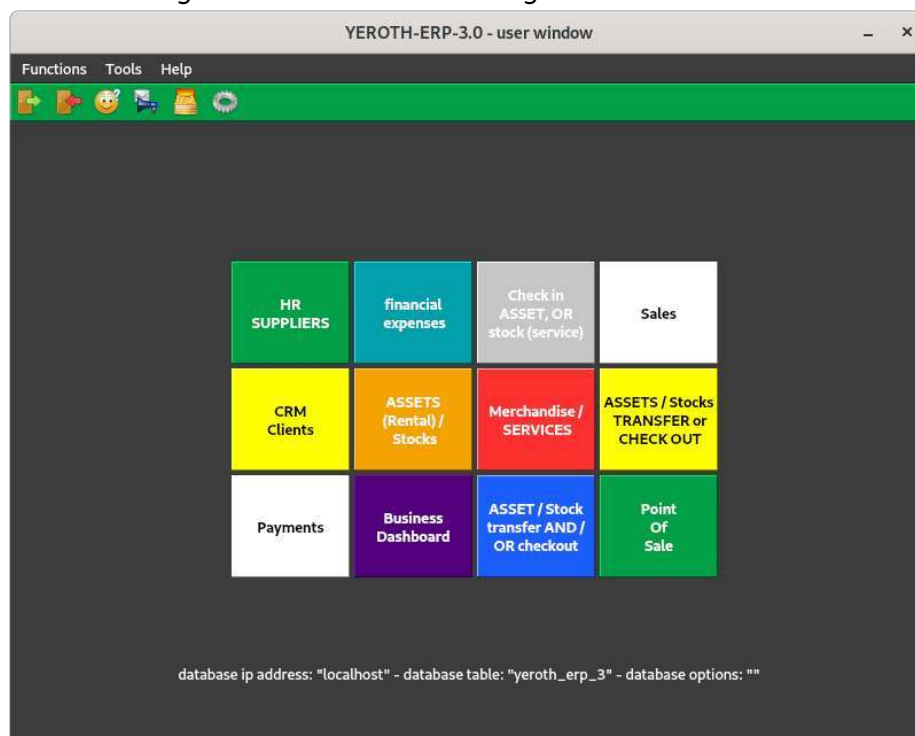 YEROTH-ERP-3.0 - user window
Functions Tools Help
HR
SUPPLIERS
financial
expenses
Check in
ASSET, OR
stock (service)
Sales
CRM
Clients
ASSETS
(Rental) /
Stocks
Merchandise /
SERVICES
ASSETS / Stocks
TRANSFER or
CHECK OUT
Payments
Business
Dashboard
ASSET / Stock
transfer AND /
OR checkout
Point
Of
Sale
database ip address: "localhost" - database table: "yeroth_erp_3" - database options: ""